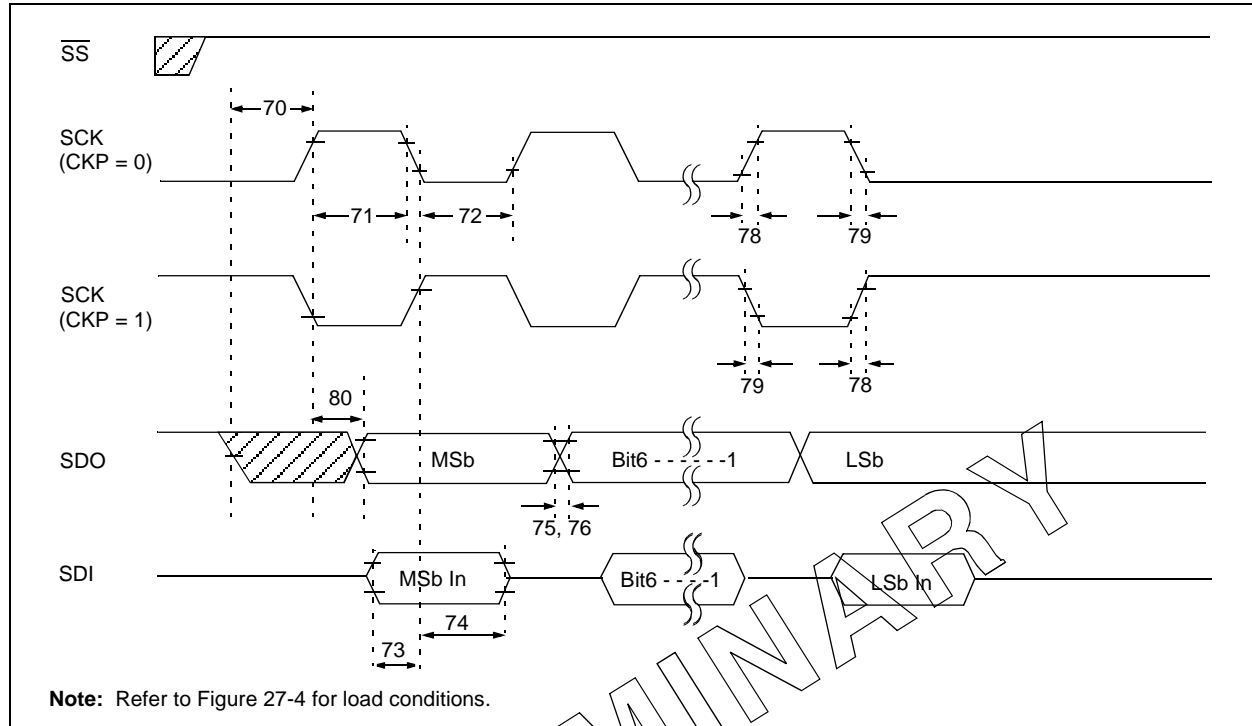 SS
70
SCK
(CKP = 0)
71
72
78
79
SCK
(CKP = 1)
79
78
80
SDO
MSb
Bit6 - - - - - -1
LSb
75, 76
SDI
MSb In
Bit6 - - - - -1
LSb In
74
73
Note: Refer to Figure 27-4 for load conditions.
MINARY